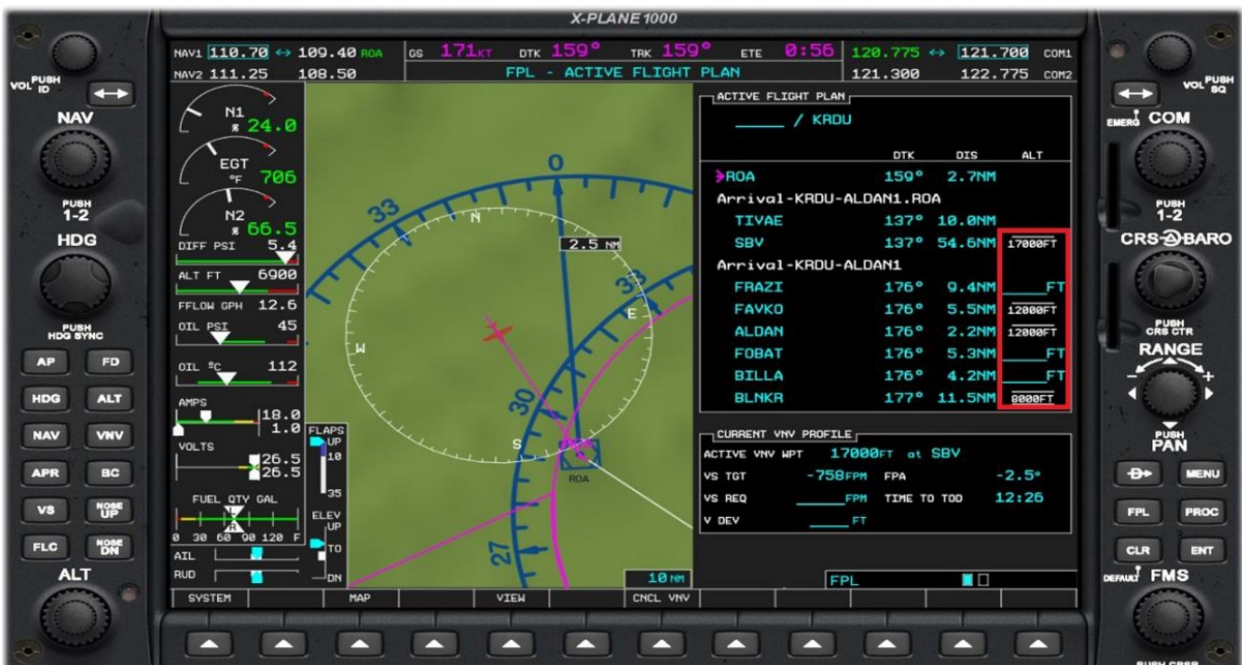 X-PLANE 1000
NAV1 110.70 ↔ 109.40 ROA
NAV2 111.25 108.50
GS 171KT DTK 159° TRK 159° ETE 0:56
FPL - ACTIVE FLIGHT PLAN
120.775 ↔ 121.700 COM1
121.300 122.775 COM2
VOL PUSH ID
NAV
PUSH 1-2
HDG
PUSH HDG SYNC
AP FD
HDG ALT
NAV VNV
APR BC
VS NOSE UP
FLC NOSE DN
ALT
N1 % 24.0
EGT °F 706
N2 % 66.5
DIFF PSI 5.4
ALT FT 6900
FFLOW GPH 12.6
OIL PSI 45
OIL ºC 112
AMPS
18.0
1.0
VOLTS
26.5
26.5
FUEL QTY GAL
L
R
0 30 60 90 120 F
AIL
RUD
FLAPS
UP
10
35
ELEV
UP
TO
DN
0
33
N
2.5 NM
33
E
W
30
S
ROA
27
10 NM
ACTIVE FLIGHT PLAN
_____ / KRDU
DTK DIS ALT
ROA 159° 2.7NM
Arrival-KRDU-ALDAN1.ROA
TIVAE 137° 10.0NM
SBV 137° 54.6NM 17000FT
Arrival-KRDU-ALDAN1
FRAZI 176° 9.4NM _____FT
FAVKO 176° 5.5NM 12000FT
ALDAN 176° 2.2NM 12000FT
FOBAT 176° 5.3NM _____FT
BILLA 176° 4.2NM _____FT
BLNKR 177° 11.5NM 8000FT
CURRENT VNV PROFILE
ACTIVE VNV WPT 17000FT at SBV
VS TGT -758FPM FPA -2.5°
VS REQ _____FPM TIME TO TOD 12:26
V DEV _____FT
FPL
SYSTEM MAP VIEW CNCL VNV
VOL PUSH SQ
EMERG COM
PUSH 1-2
CRS BARO
PUSH CRS CTR
RANGE
- +
PUSH PAN
D MENU
FPL PROC
CLR ENT
DEFAULT FMS
PUSH CRSR